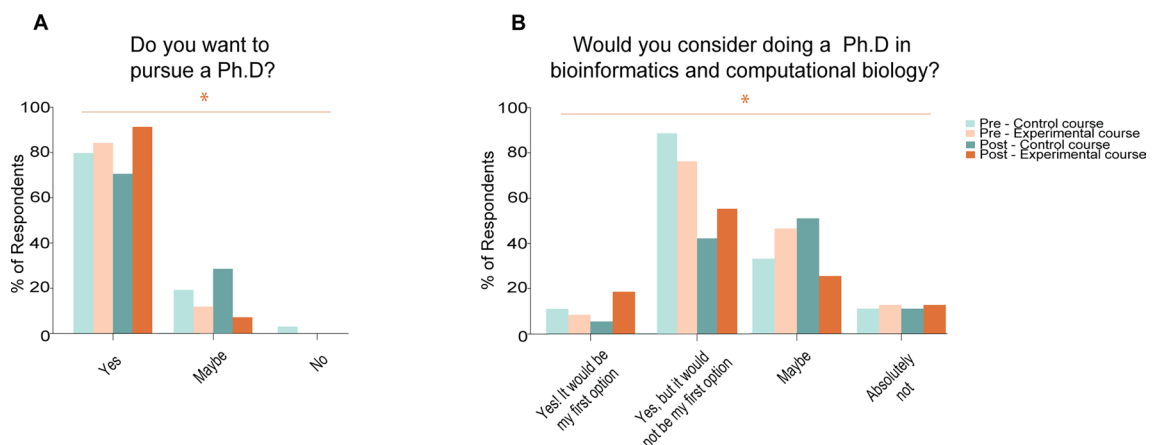 A
Do you want to
pursue a Ph.D?
*
% of Respondents
100
80
60
40
20
0
Yes
Maybe
No
B
Would you consider doing a Ph.D in
bioinformatics and computational biology?
*
% of Respondents
100
80
60
40
20
0
Yes! It would be
my first option
Yes, but it would
not be my first option
Maybe
Absolutely
not
Pre - Control course
Pre - Experimental course
Post - Control course
Post - Experimental course